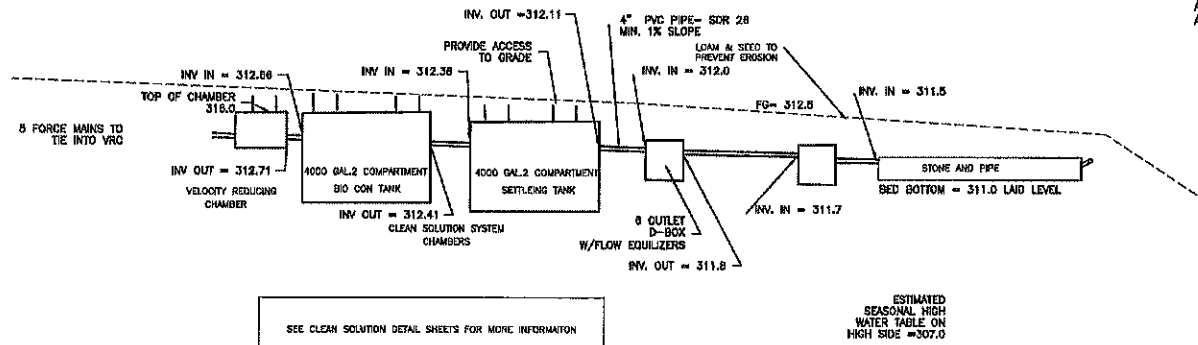 INV. OUT =312.11
4" PVC PIPE- SDR 26
MIN. 1% SLOPE
PROVIDE ACCESS
TO GRADE
LOAM & SEED TO
PREVENT EROSION
INV IN = 312.66
INV IN = 312.38
INV. IN = 312.0
TOP OF CHAMBER
316.0
FG= 312.5
INV. IN = 311.5
5 FORCE MAINS TO
TIE INTO VRC
INV OUT = 312.71
VELOCITY REDUCING
CHAMBER
4000 GAL.2 COMPARTMENT
BIO CON TANK
4000 GAL.2 COMPARTMENT
SETTLEING TANK
STONE AND PIPE
BED BOTTOM = 311.0 LAID LEVEL
INV OUT = 312.41
CLEAN SOLUTION SYSTEM
CHAMBERS
6 OUTLET
D-BOX
W/FLOW EQUILIZERS
INV. IN = 311.7
INV. OUT = 311.8
SEE CLEAN SOLUTION DETAIL SHEETS FOR MORE INFORMAITON
ESTIMATED
SEASONAL HIGH
WATER TABLE ON
HIGH SIDE =307.0